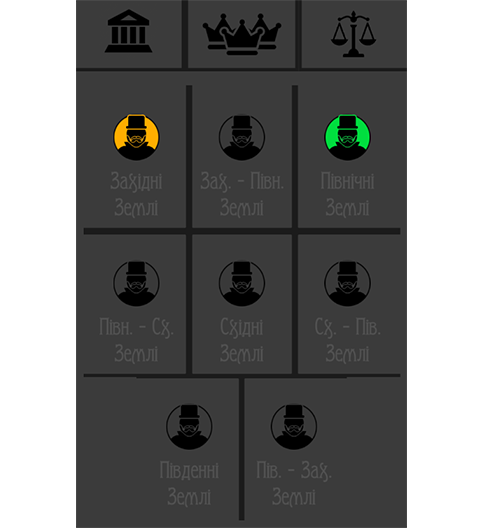 Західні
Землі
Зах. - Півн.
Землі
Північні
Землі
Півн. - Сх.
Землі
Східні
Землі
Сх. - Пів.
Землі
Південні
Землі
Пів. - Зах.
Землі